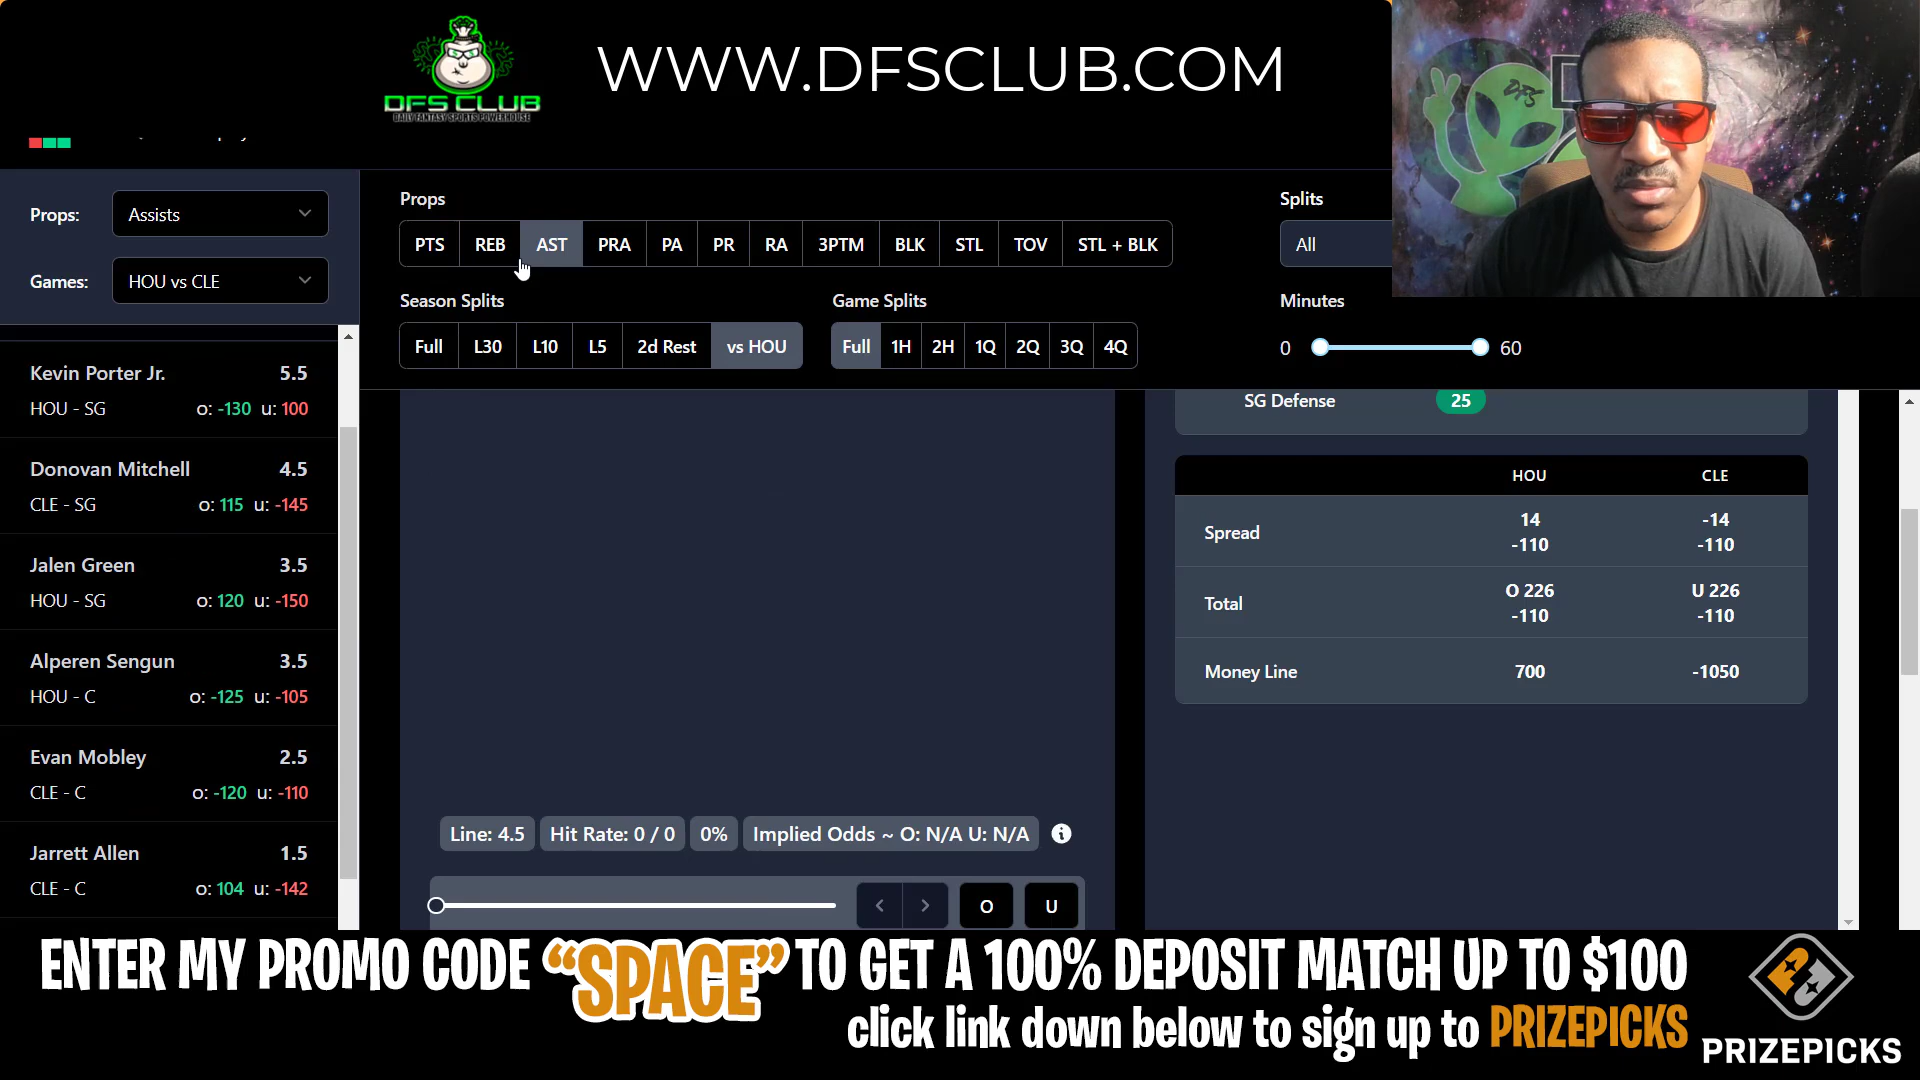 DFS CLUB
DAILY FANTASY SPORTS POWERHOUSE
WWW.DFSCLUB.COM
DFS
Props:
Assists
Games:
HOU vs CLE
Props
PTS REB AST PRA PA PR RA 3PTM BLK STL TOV STL + BLK
Splits
All
Season Splits
Full L30 L10 L5 2d Rest vs HOU
Game Splits
Full 1H 2H 1Q 2Q 3Q 4Q
Minutes
0 60
Kevin Porter Jr. 5.5
HOU - SG o: -130 u: 100
Donovan Mitchell 4.5
CLE - SG o: 115 u: -145
Jalen Green 3.5
HOU - SG o: 120 u: -150
Alperen Sengun 3.5
HOU - C o: -125 u: -105
Evan Mobley 2.5
CLE - C o: -120 u: -110
Jarrett Allen 1.5
CLE - C o: 104 u: -142
Line: 4.5 Hit Rate: 0 / 0 0% Implied Odds ~ O: N/A U: N/A
O U
SG Defense 25
HOU CLE
Spread 14 -14
-110 -110
Total O 226 U 226
-110 -110
Money Line 700 -1050
ENTER MY PROMO CODE “SPACE” TO GET A 100% DEPOSIT MATCH UP TO $100
click link down below to sign up to PRIZEPICKS
PRIZEPICKS